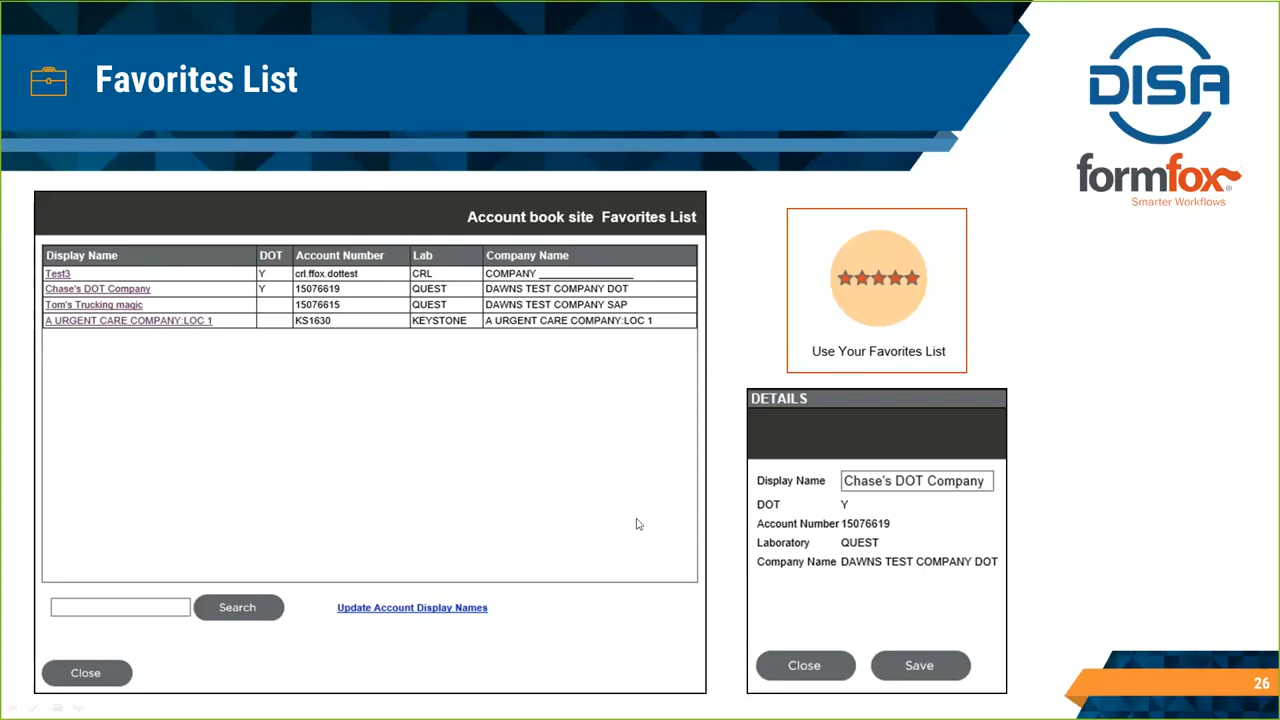 Favorites List
DISA
formfox®
Smarter Workflows
Account book site Favorites List
Display Name DOT Account Number Lab Company Name
Test3 Y crl.ffox.dottest CRL COMPANY ________________
Chase's DOT Company Y 15076619 QUEST DAWNS TEST COMPANY DOT
Tom's Trucking magic 15076615 QUEST DAWNS TEST COMPANY SAP
A URGENT CARE COMPANY:LOC 1 KS1630 KEYSTONE A URGENT CARE COMPANY:LOC 1
Search Update Account Display Names
Close
Use Your Favorites List
DETAILS
Display Name Chase's DOT Company
DOT Y
Account Number 15076619
Laboratory QUEST
Company Name DAWNS TEST COMPANY DOT
Close Save
26